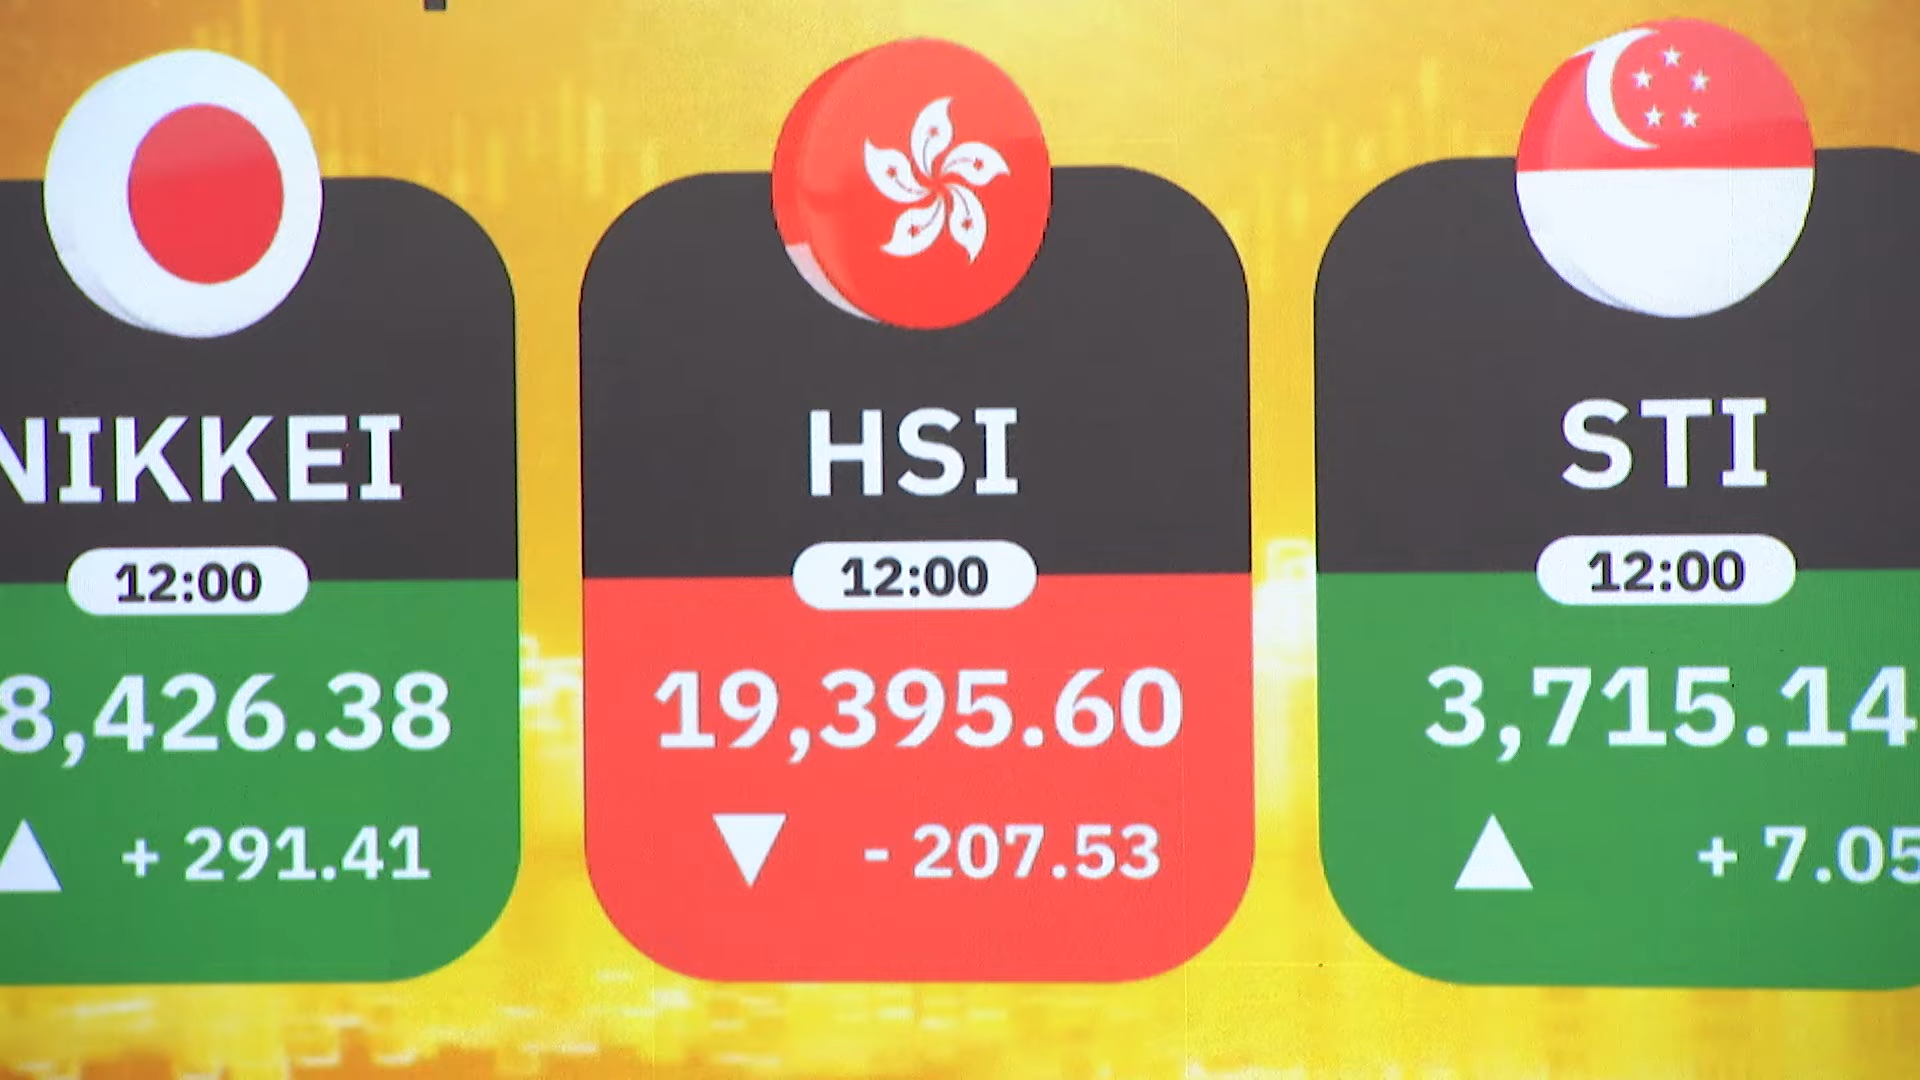 NIKKEI
12:00
8,426.38
▲ + 291.41
HSI
12:00
19,395.60
▼ - 207.53
STI
12:00
3,715.14
▲ + 7.05